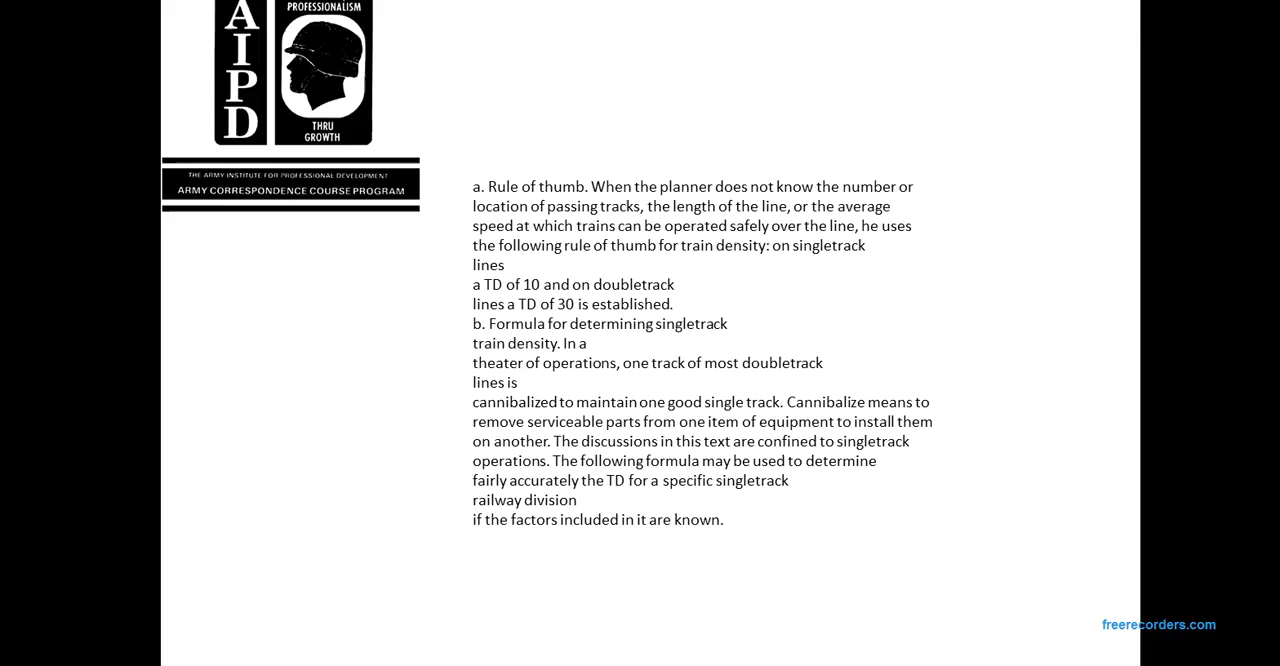 A
I
P
D
PROFESSIONALISM
THRU
GROWTH
THE ARMY INSTITUTE FOR PROFESSIONAL DEVELOPMENT
ARMY CORRESPONDENCE COURSE PROGRAM
a. Rule of thumb. When the planner does not know the number or
location of passing tracks, the length of the line, or the average
speed at which trains can be operated safely over the line, he uses
the following rule of thumb for train density: on singletrack
lines
a TD of 10 and on doubletrack
lines a TD of 30 is established.
b. Formula for determining singletrack
train density. In a
theater of operations, one track of most doubletrack
lines is
cannibalized to maintain one good single track. Cannibalize means to
remove serviceable parts from one item of equipment to install them
on another. The discussions in this text are confined to singletrack
operations. The following formula may be used to determine
fairly accurately the TD for a specific singletrack
railway division
if the factors included in it are known.
freerecorders.com